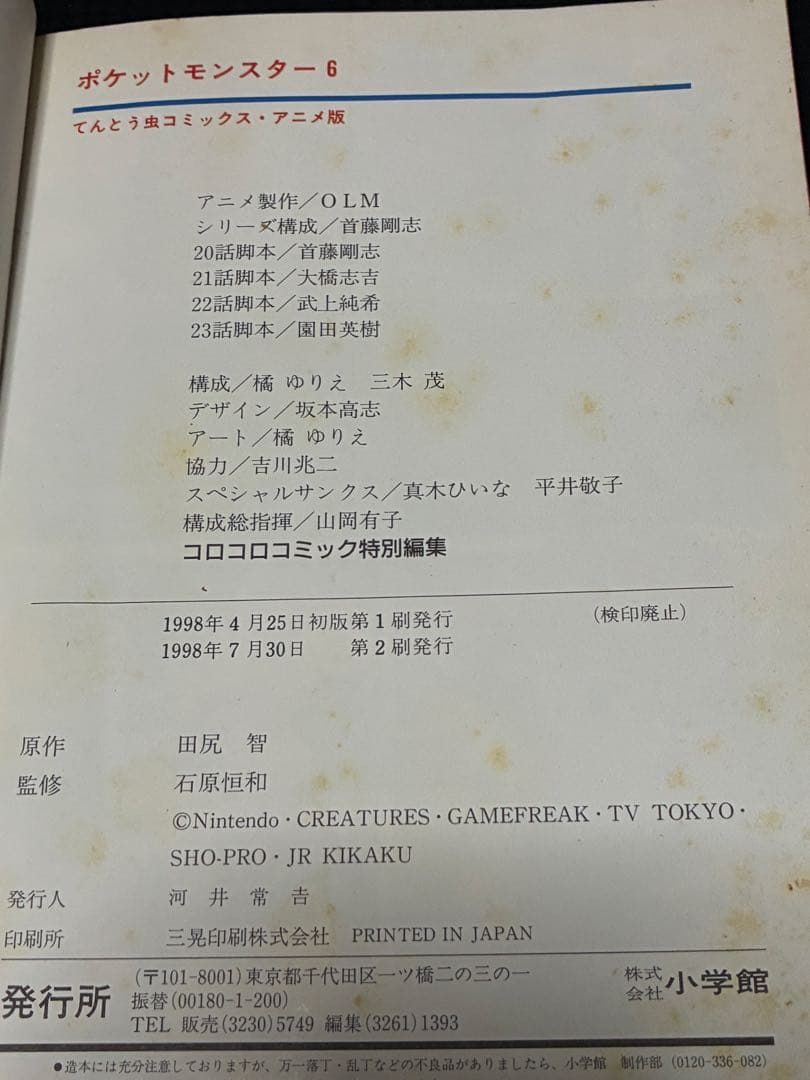 ポケットモンスター6
てんとう虫コミックス・アニメ版
アニメ製作／OLM
シリーズ構成／首藤剛志
20話脚本／首藤剛志
21話脚本／大橋志吉
22話脚本／武上純希
23話脚本／園田英樹
構成／橘 ゆりえ　三木 茂
デザイン／坂本高志
アート／橘 ゆりえ
協力／吉川兆二
スペシャルサンクス／真木ひいな　平井敬子
構成総指揮／山岡有子
コロコロコミック特別編集
1998年4月25日初版第1刷発行　（検印廃止）
1998年7月30日　第2刷発行
原作　田尻　智
監修　石原恒和
©Nintendo・CREATURES・GAMEFREAK・TV TOKYO・
SHO-PRO・JR KIKAKU
発行人　河井常𠮷
印刷所　三晃印刷株式会社　PRINTED IN JAPAN
発行所　（〒101-8001）東京都千代田区一ツ橋二の三の一　株式会社 小学館
振替(00180-1-200)
TEL 販売(3230)5749 編集(3261)1393
●造本には充分注意しておりますが、万一落丁・乱丁などの不良品がありましたら、小学館　制作部（0120-336-082）